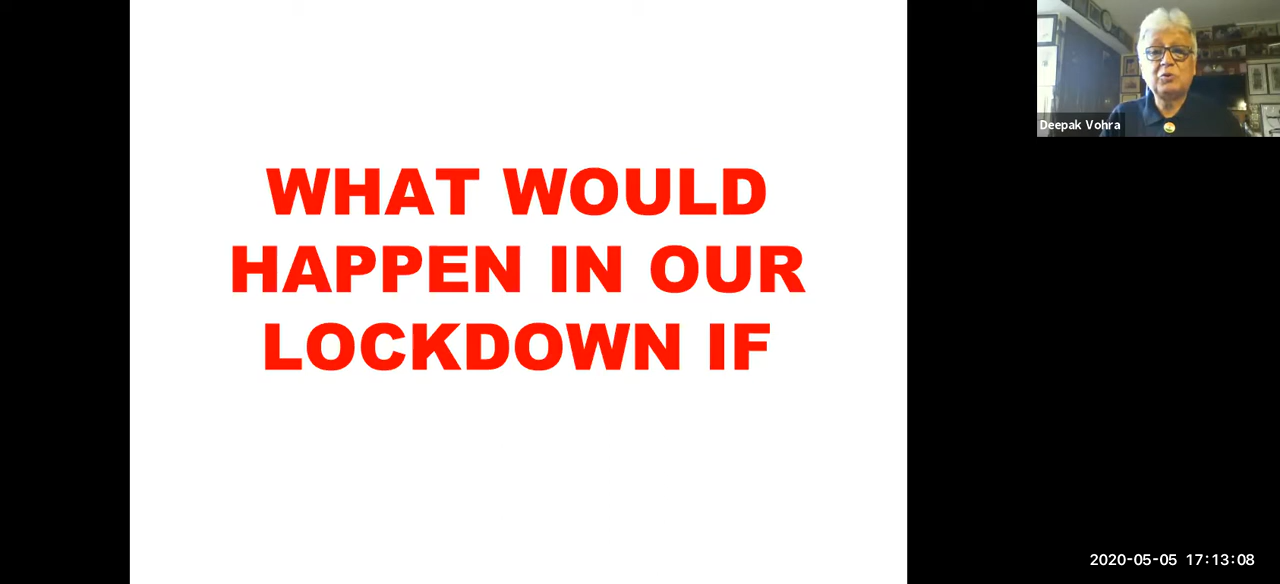 WHAT WOULD
HAPPEN IN OUR
LOCKDOWN IF
Deepak Vohra
2020-05-05 17:13:08